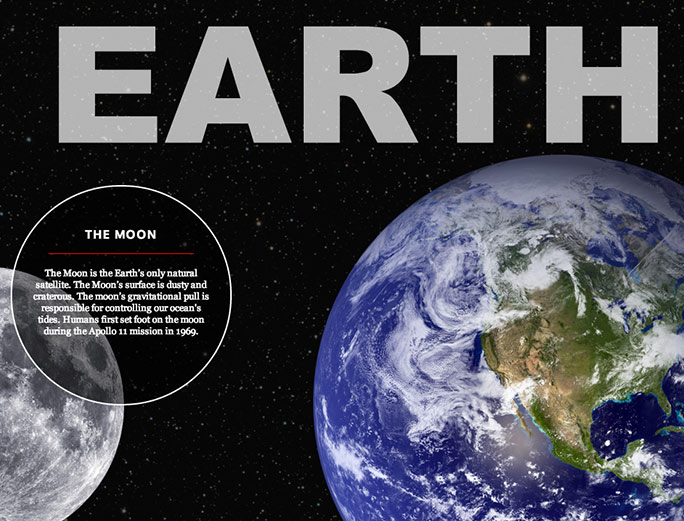 EARTH
THE MOON
The Moon is the Earth's only natural
satellite. The Moon's surface is dusty and
craterous. The moon's gravitational pull is
responsible for controlling our ocean's
tides. Humans first set foot on the moon
during the Apollo 11 mission in 1969.